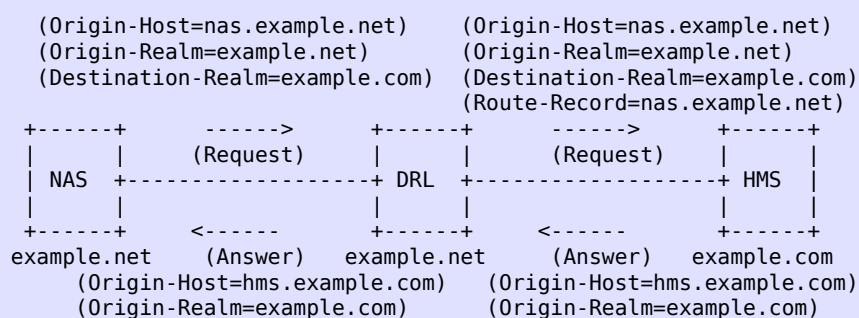 (Origin-Host=nas.example.net)    (Origin-Host=nas.example.net)
(Origin-Realm=example.net)       (Origin-Realm=example.net)
(Destination-Realm=example.com)  (Destination-Realm=example.com)
(Route-Record=nas.example.net)
+------+      ------>      +------+      ------>      +------+
|      |     (Request)     |      |     (Request)     |      |
| NAS  +-------------------+ DRL  +-------------------+ HMS  |
|      |                   |      |                   |      |
+------+     <------       +------+     <------       +------+
example.net    (Answer)   example.net     (Answer)   example.com
(Origin-Host=hms.example.com)   (Origin-Host=hms.example.com)
(Origin-Realm=example.com)      (Origin-Realm=example.com)